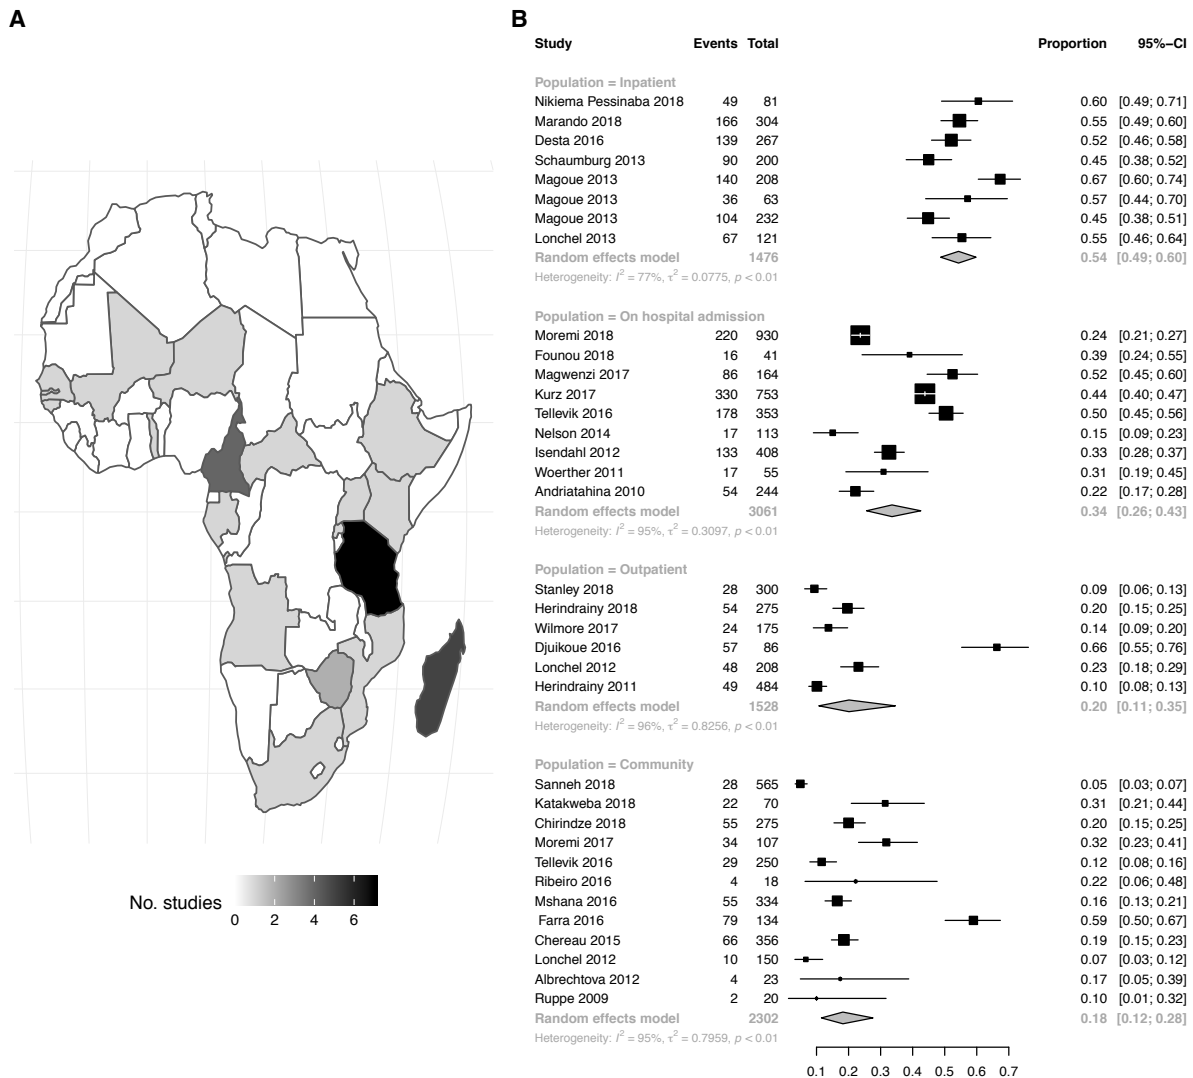 A
No. studies
0 2 4 6
B
Study Events Total Proportion 95%−CI
Population = Inpatient
Nikiema Pessinaba 2018 49 81 0.60 [0.49; 0.71]
Marando 2018 166 304 0.55 [0.49; 0.60]
Desta 2016 139 267 0.52 [0.46; 0.58]
Schaumburg 2013 90 200 0.45 [0.38; 0.52]
Magoue 2013 140 208 0.67 [0.60; 0.74]
Magoue 2013 36 63 0.57 [0.44; 0.70]
Magoue 2013 104 232 0.45 [0.38; 0.51]
Lonchel 2013 67 121 0.55 [0.46; 0.64]
Random effects model 1476 0.54 [0.49; 0.60]
Heterogeneity: I² = 77%, τ² = 0.0775, p < 0.01
Population = On hospital admission
Moremi 2018 220 930 0.24 [0.21; 0.27]
Founou 2018 16 41 0.39 [0.24; 0.55]
Magwenzi 2017 86 164 0.52 [0.45; 0.60]
Kurz 2017 330 753 0.44 [0.40; 0.47]
Tellevik 2016 178 353 0.50 [0.45; 0.56]
Nelson 2014 17 113 0.15 [0.09; 0.23]
Isendahl 2012 133 408 0.33 [0.28; 0.37]
Woerther 2011 17 55 0.31 [0.19; 0.45]
Andriatahina 2010 54 244 0.22 [0.17; 0.28]
Random effects model 3061 0.34 [0.26; 0.43]
Heterogeneity: I² = 95%, τ² = 0.3097, p < 0.01
Population = Outpatient
Stanley 2018 28 300 0.09 [0.06; 0.13]
Herindrainy 2018 54 275 0.20 [0.15; 0.25]
Wilmore 2017 24 175 0.14 [0.09; 0.20]
Djuikoue 2016 57 86 0.66 [0.55; 0.76]
Lonchel 2012 48 208 0.23 [0.18; 0.29]
Herindrainy 2011 49 484 0.10 [0.08; 0.13]
Random effects model 1528 0.20 [0.11; 0.35]
Heterogeneity: I² = 96%, τ² = 0.8256, p < 0.01
Population = Community
Sanneh 2018 28 565 0.05 [0.03; 0.07]
Katakweba 2018 22 70 0.31 [0.21; 0.44]
Chirindze 2018 55 275 0.20 [0.15; 0.25]
Moremi 2017 34 107 0.32 [0.23; 0.41]
Tellevik 2016 29 250 0.12 [0.08; 0.16]
Ribeiro 2016 4 18 0.22 [0.06; 0.48]
Mshana 2016 55 334 0.16 [0.13; 0.21]
Farra 2016 79 134 0.59 [0.50; 0.67]
Chereau 2015 66 356 0.19 [0.15; 0.23]
Lonchel 2012 10 150 0.07 [0.03; 0.12]
Albrechtova 2012 4 23 0.17 [0.05; 0.39]
Ruppe 2009 2 20 0.10 [0.01; 0.32]
Random effects model 2302 0.18 [0.12; 0.28]
Heterogeneity: I² = 95%, τ² = 0.7959, p < 0.01
0.1 0.2 0.3 0.4 0.5 0.6 0.7